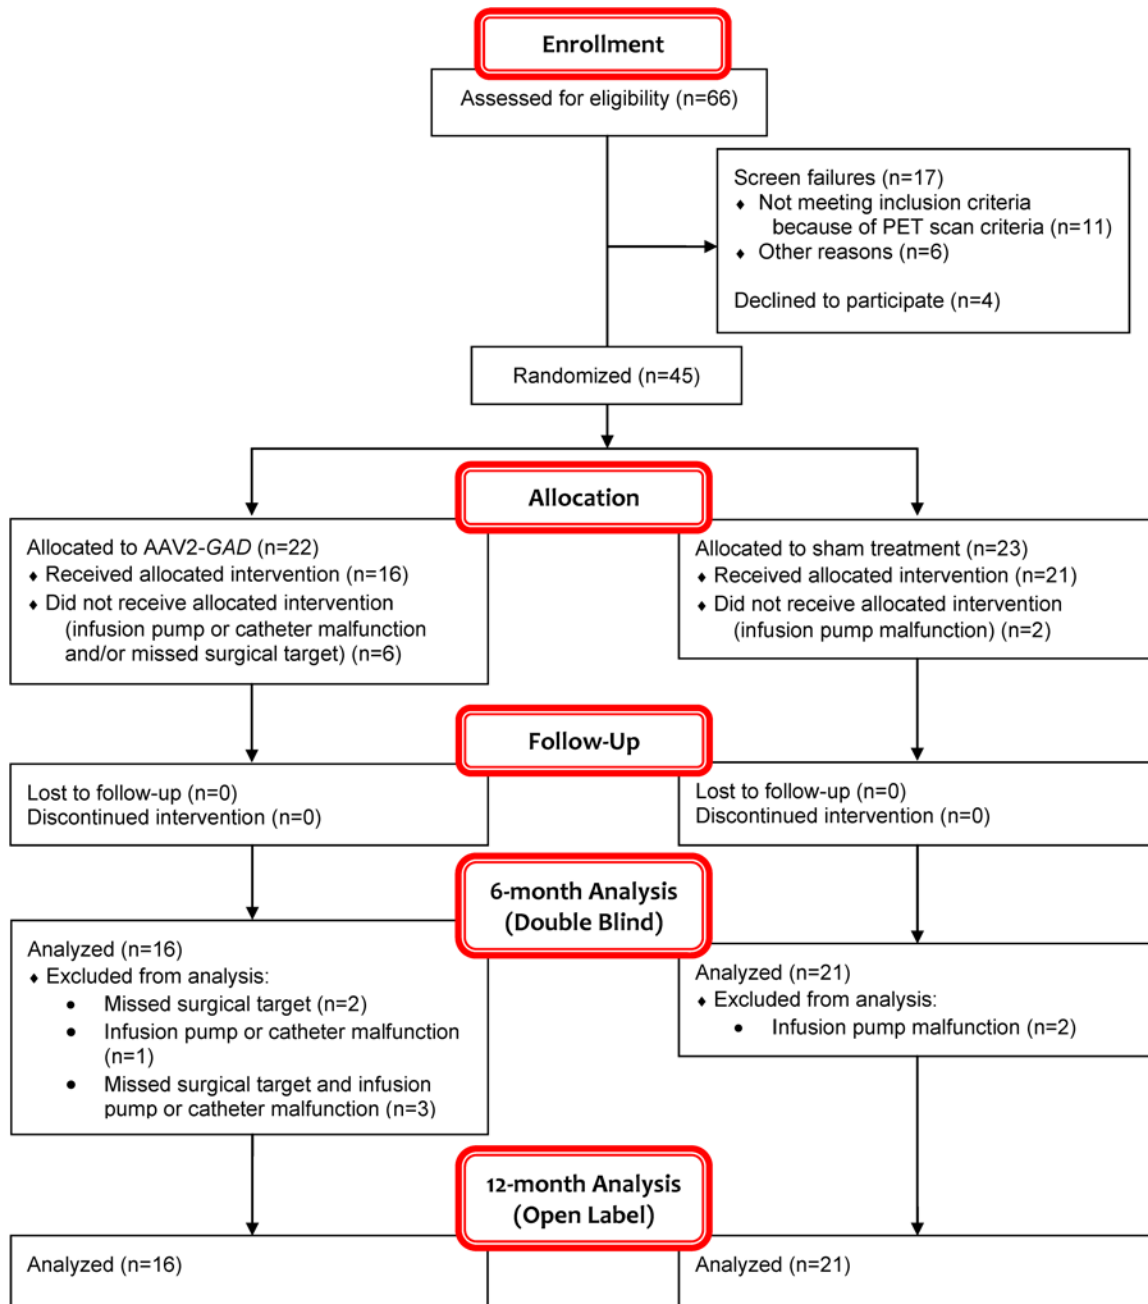 Enrollment
Assessed for eligibility (n=66)
Screen failures (n=17)
♦ Not meeting inclusion criteria
because of PET scan criteria (n=11)
♦ Other reasons (n=6)
Declined to participate (n=4)
Randomized (n=45)
Allocation
Allocated to AAV2-GAD (n=22)
♦ Received allocated intervention (n=16)
♦ Did not receive allocated intervention
(infusion pump or catheter malfunction
and/or missed surgical target) (n=6)
Allocated to sham treatment (n=23)
♦ Received allocated intervention (n=21)
♦ Did not receive allocated intervention
(infusion pump malfunction) (n=2)
Follow-Up
Lost to follow-up (n=0)
Discontinued intervention (n=0)
Lost to follow-up (n=0)
Discontinued intervention (n=0)
6-month Analysis
(Double Blind)
Analyzed (n=16)
♦ Excluded from analysis:
• Missed surgical target (n=2)
• Infusion pump or catheter malfunction
(n=1)
• Missed surgical target and infusion
pump or catheter malfunction (n=3)
Analyzed (n=21)
♦ Excluded from analysis:
• Infusion pump malfunction (n=2)
12-month Analysis
(Open Label)
Analyzed (n=16)
Analyzed (n=21)